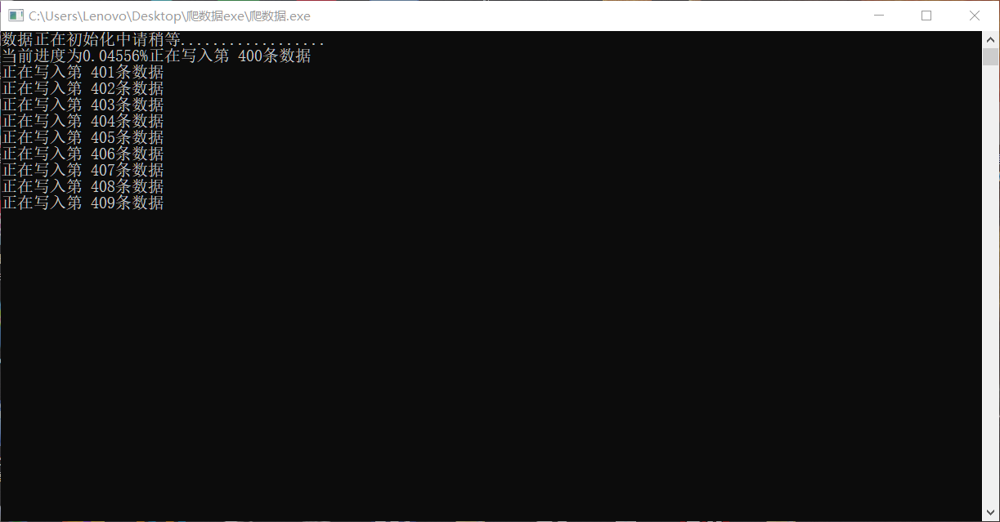 C:\Users\Lenovo\Desktop\爬数据exe\爬数据.exe
数据正在初始化中请稍等..................
当前进度为0.04556%正在写入第 400条数据
正在写入第 401条数据
正在写入第 402条数据
正在写入第 403条数据
正在写入第 404条数据
正在写入第 405条数据
正在写入第 406条数据
正在写入第 407条数据
正在写入第 408条数据
正在写入第 409条数据